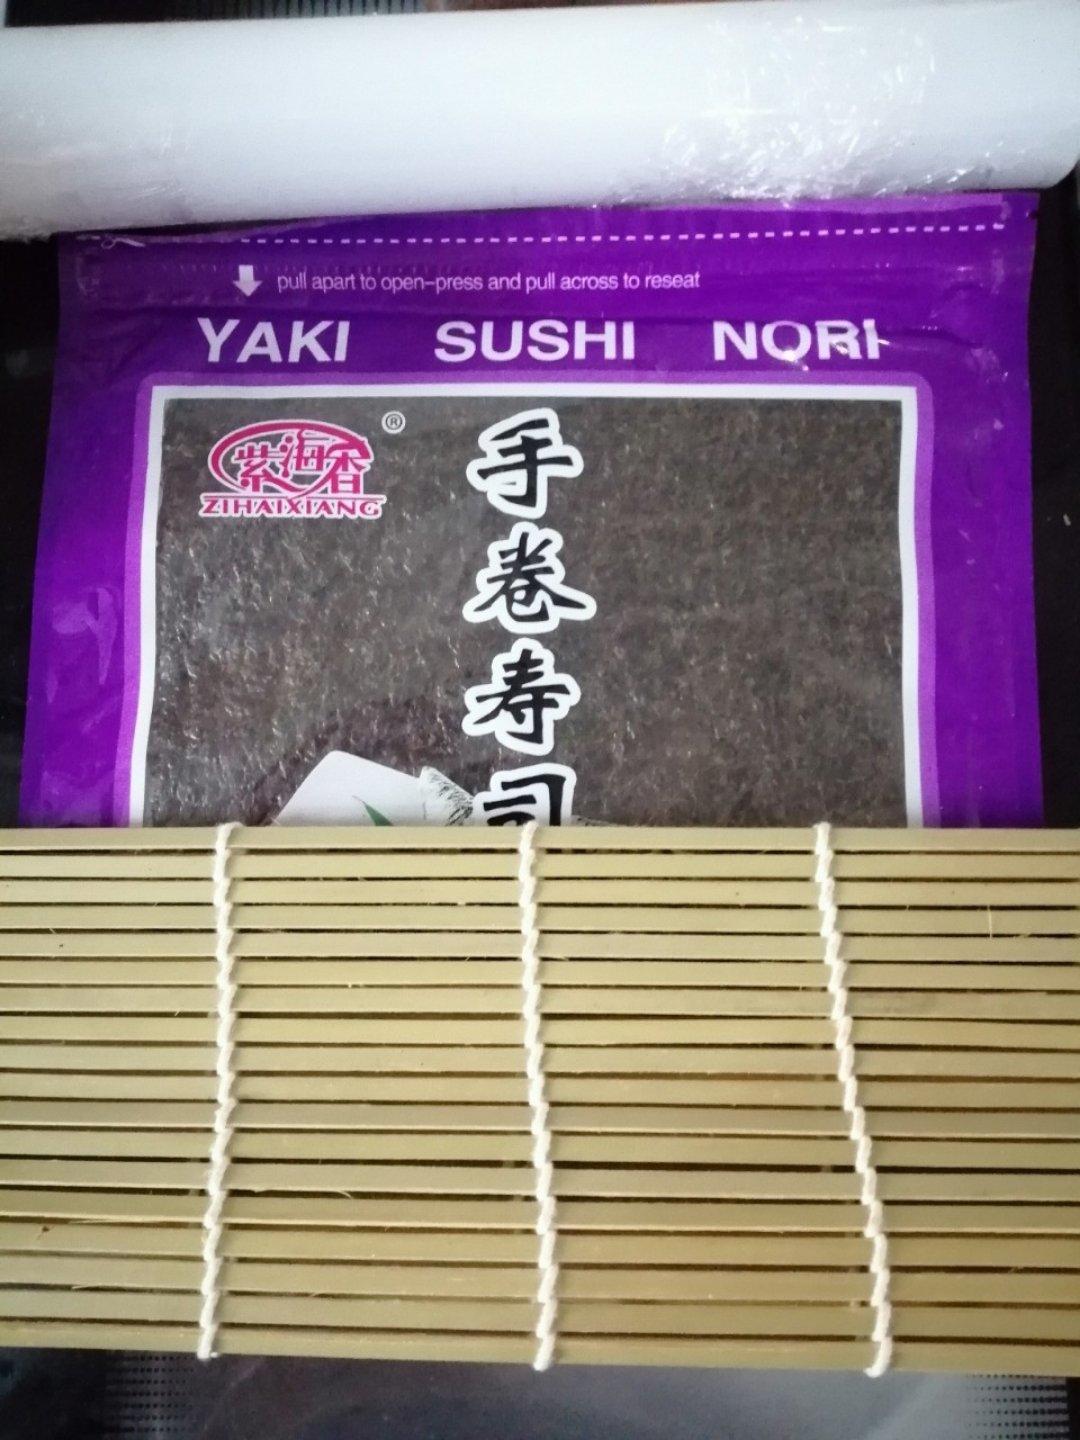 pull apart to open-press and pull across to reseat
YAKI SUSHI NORI
紫海香®
ZIHAIXIANG
手卷寿司